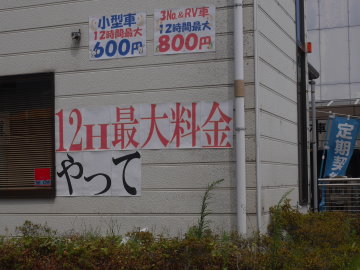 小型車
12時間最大
600円
3No.&RV車
12時間最大
800円
12H最大料金
やって
定期契